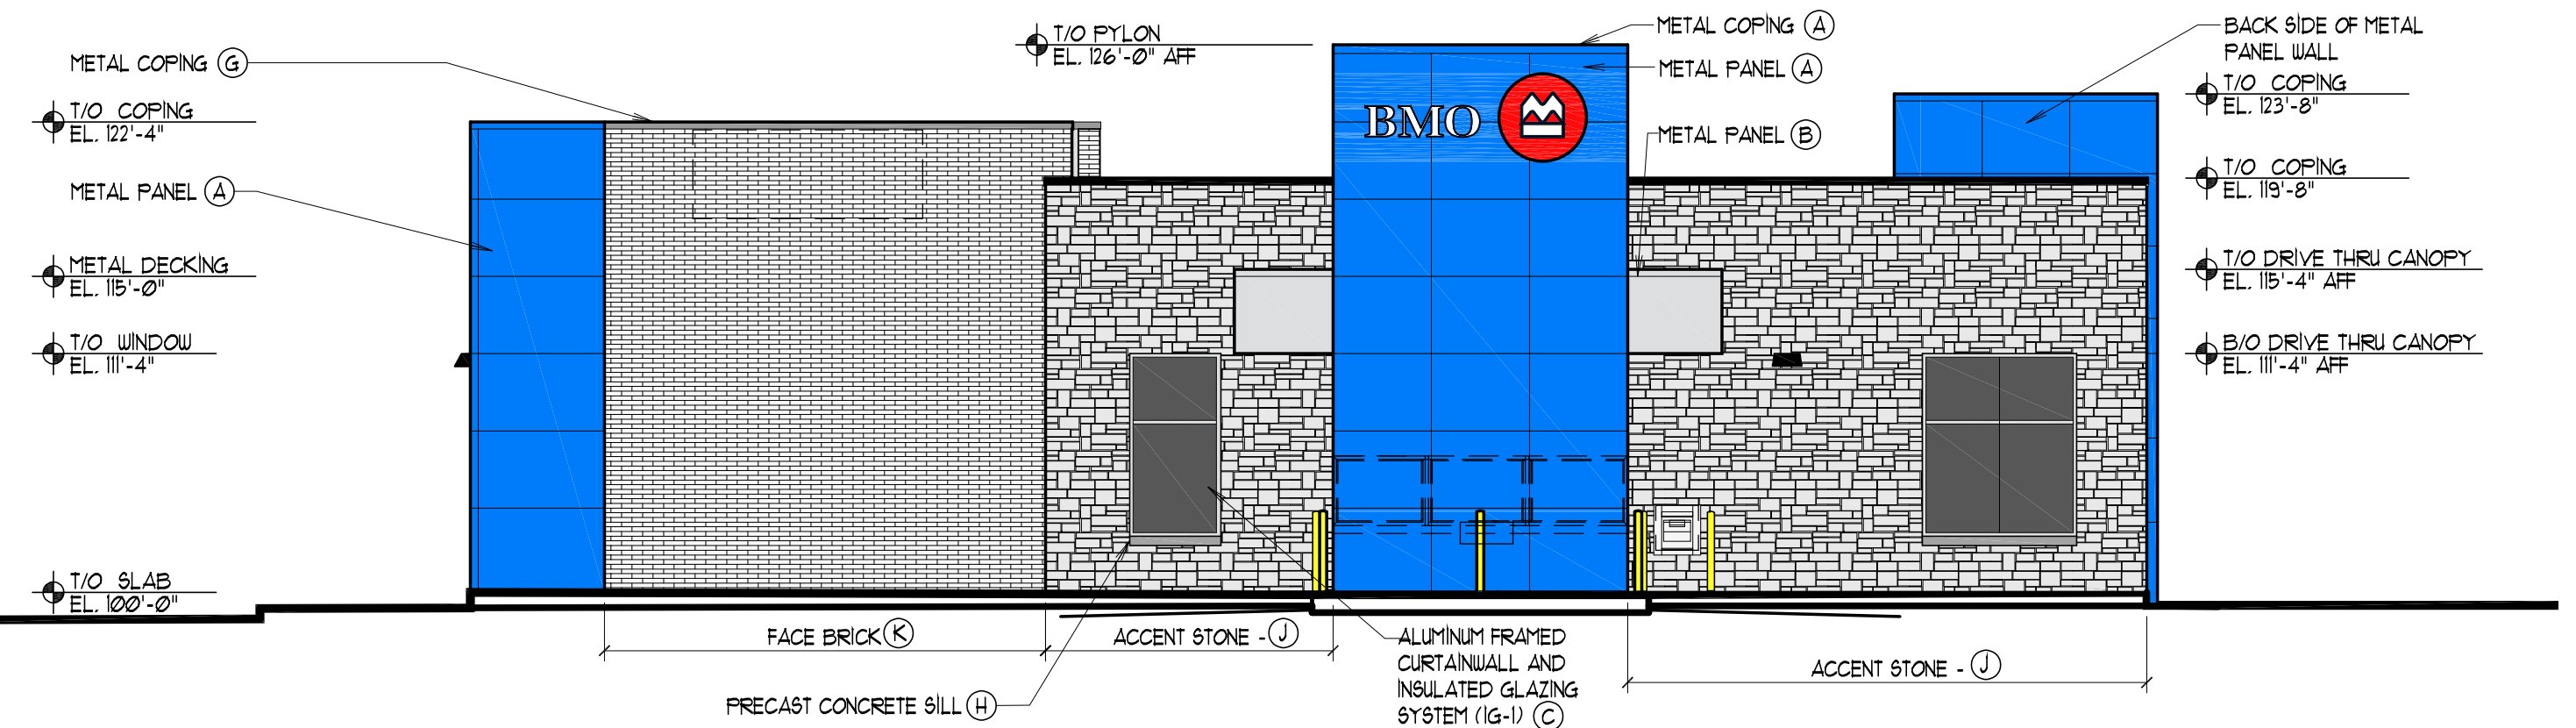 METAL COPING G
T/O COPING
EL. 122'-4"
METAL PANEL A
METAL DECKING
EL. 115'-0"
T/O WINDOW
EL. 111'-4"
T/O SLAB
EL. 100'-0"
T/O PYLON
EL. 126'-0" AFF
METAL COPING A
METAL PANEL A
BMO
METAL PANEL B
BACK SIDE OF METAL
PANEL WALL
T/O COPING
EL. 123'-8"
T/O COPING
EL. 119'-8"
T/O DRIVE THRU CANOPY
EL. 115'-4" AFF
B/O DRIVE THRU CANOPY
EL. 111'-4" AFF
FACE BRICK K
ACCENT STONE - J
PRECAST CONCRETE SILL H
ALUMINUM FRAMED
CURTAINWALL AND
INSULATED GLAZING
SYSTEM (IG-1) C
ACCENT STONE - J